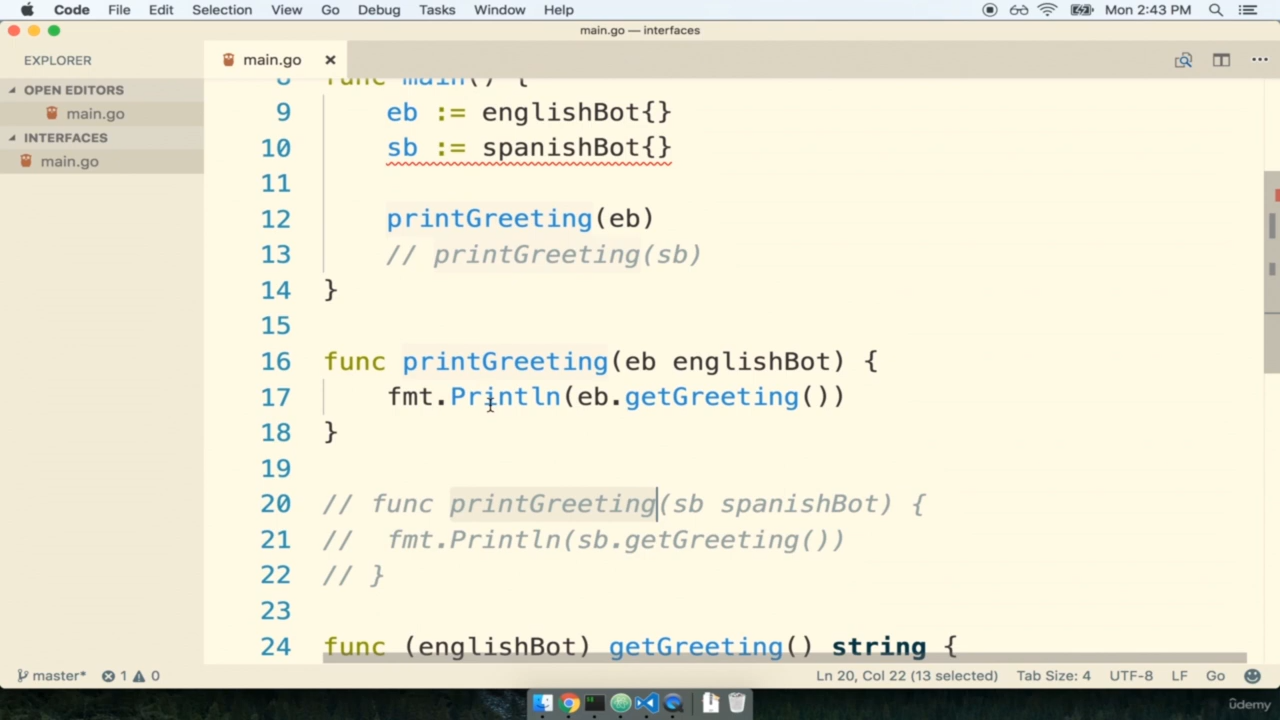 Code File Edit Selection View Go Debug Tasks Window Help Mon 2:43 PM
main.go — interfaces
EXPLORER
main.go
OPEN EDITORS
main.go
INTERFACES
main.go
8 func main() {
9 eb := englishBot{}
10 sb := spanishBot{}
11
12 printGreeting(eb)
13 // printGreeting(sb)
14 }
15
16 func printGreeting(eb englishBot) {
17 fmt.Println(eb.getGreeting())
18 }
19
20 // func printGreeting(sb spanishBot) {
21 // fmt.Println(sb.getGreeting())
22 // }
23
24 func (englishBot) getGreeting() string {
master* 1 0 Ln 20, Col 22 (13 selected) Tab Size: 4 UTF-8 LF Go
ûdemy